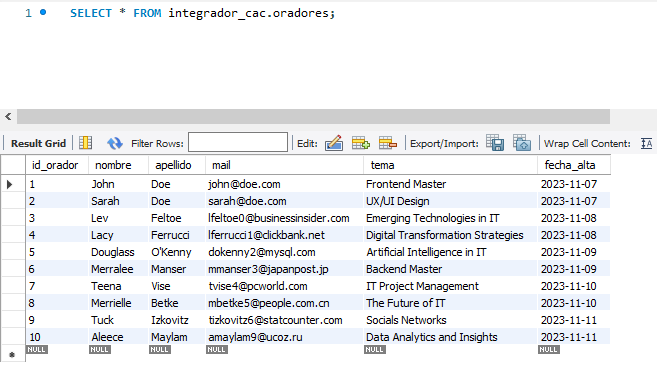 1 SELECT * FROM integrador_cac.oradores;
Result Grid Filter Rows: Edit: Export/Import: Wrap Cell Content:
id_orador nombre apellido mail tema fecha_alta
1 John Doe john@doe.com Frontend Master 2023-11-07
2 Sarah Doe sarah@doe.com UX/UI Design 2023-11-07
3 Lev Feltoe lfeltoe0@businessinsider.com Emerging Technologies in IT 2023-11-08
4 Lacy Ferrucci lferrucci1@clickbank.net Digital Transformation Strategies 2023-11-08
5 Douglass O'Kenny dokenny2@mysql.com Artificial Intelligence in IT 2023-11-09
6 Merralee Manser mmanser3@japanpost.jp Backend Master 2023-11-09
7 Teena Vise tvise4@pcworld.com IT Project Management 2023-11-10
8 Merrielle Betke mbetke5@people.com.cn The Future of IT 2023-11-10
9 Tuck Izkovitz tizkovitz6@statcounter.com Socials Networks 2023-11-11
10 Aleece Maylam amaylam9@ucoz.ru Data Analytics and Insights 2023-11-11
NULL NULL NULL NULL NULL NULL